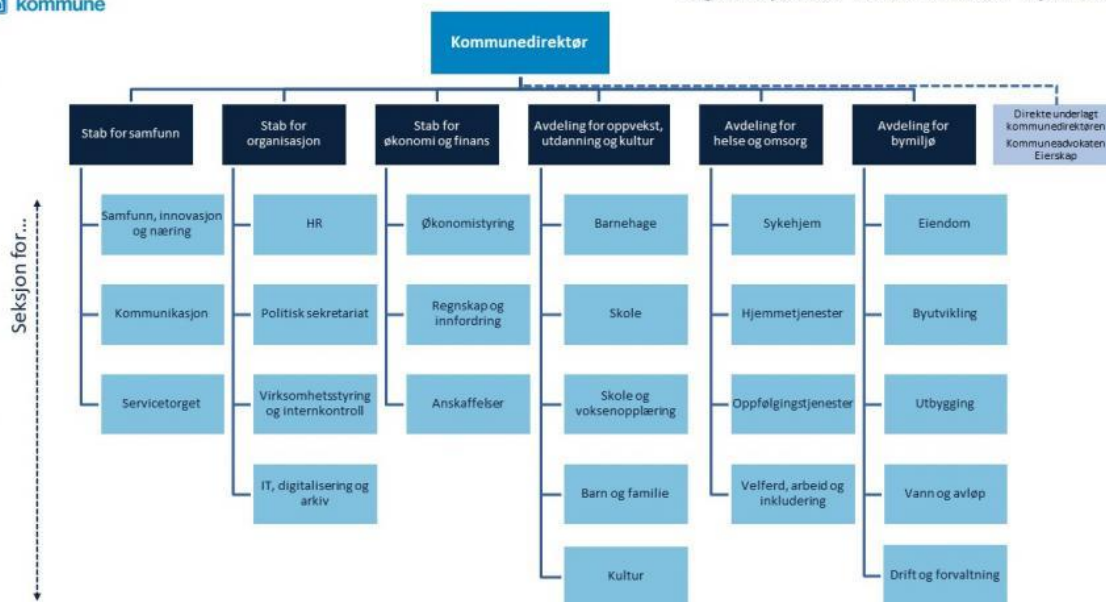 kommune
Kommunedirektør
Stab for samfunn
Stab for
organisasjon
Stab for
økonomi og finans
Avdeling for oppvekst,
utdanning og kultur
Avdeling for
helse og omsorg
Avdeling for
bymiljø
Direkte underlagt
kommunedirektøren
Kommuneadvokaten
Eierskap
Seksjon for...
Samfunn, innovasjon
og næring
HR
Økonomistyring
Barnehage
Sykehjem
Eiendom
Kommunikasjon
Politisk sekretariat
Regnskap og
innfordring
Skole
Hjemmetjenester
Byutvikling
Servicetorget
Virksomhetsstyring
og internkontroll
Anskaffelser
Skole og
voksenopplæring
Oppfølgingstjenester
Utbygging
IT, digitalisering og
arkiv
Barn og familie
Velferd, arbeid og
inkludering
Vann og avløp
Kultur
Drift og forvaltning